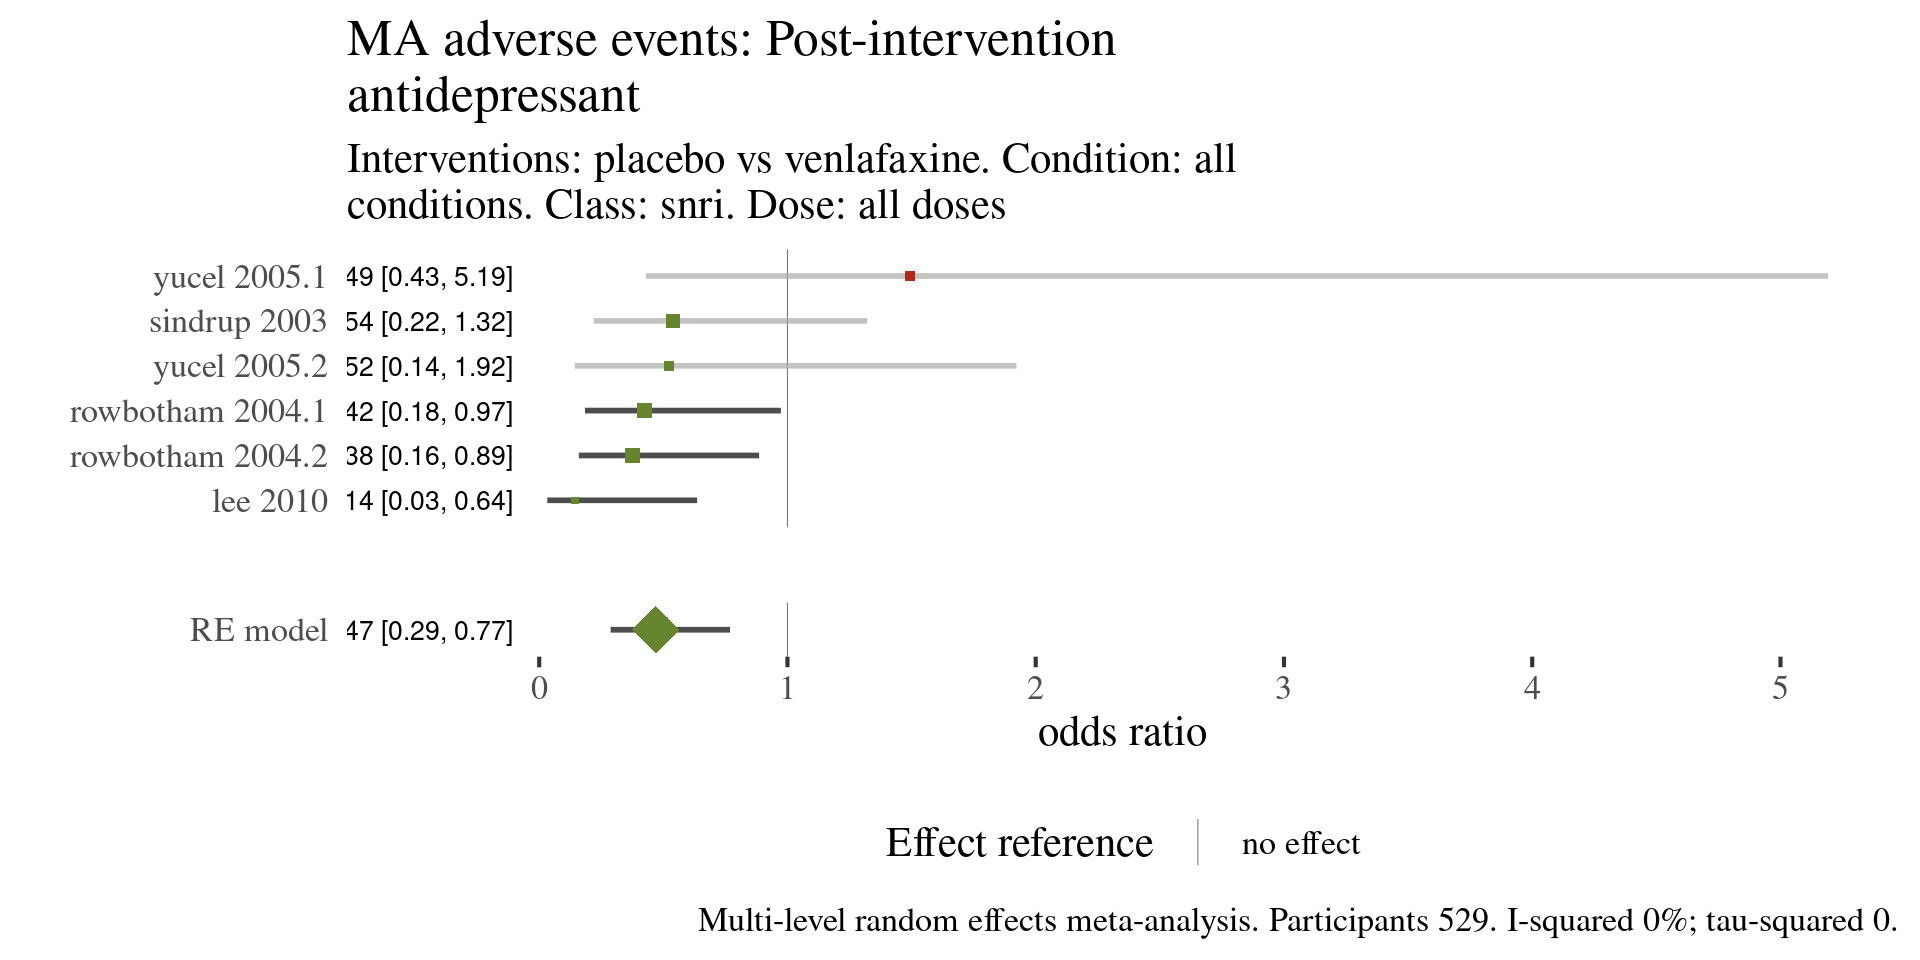 MA adverse events: Post-intervention
antidepressant
Interventions: placebo vs venlafaxine. Condition: all
conditions. Class: snri. Dose: all doses
yucel 2005.1 49 [0.43, 5.19]
sindrup 2003 54 [0.22, 1.32]
yucel 2005.2 52 [0.14, 1.92]
rowbotham 2004.1 42 [0.18, 0.97]
rowbotham 2004.2 38 [0.16, 0.89]
lee 2010 14 [0.03, 0.64]
RE model 47 [0.29, 0.77]
0 1 2 3 4 5
odds ratio
Effect reference no effect
Multi-level random effects meta-analysis. Participants 529. I-squared 0%; tau-squared 0.